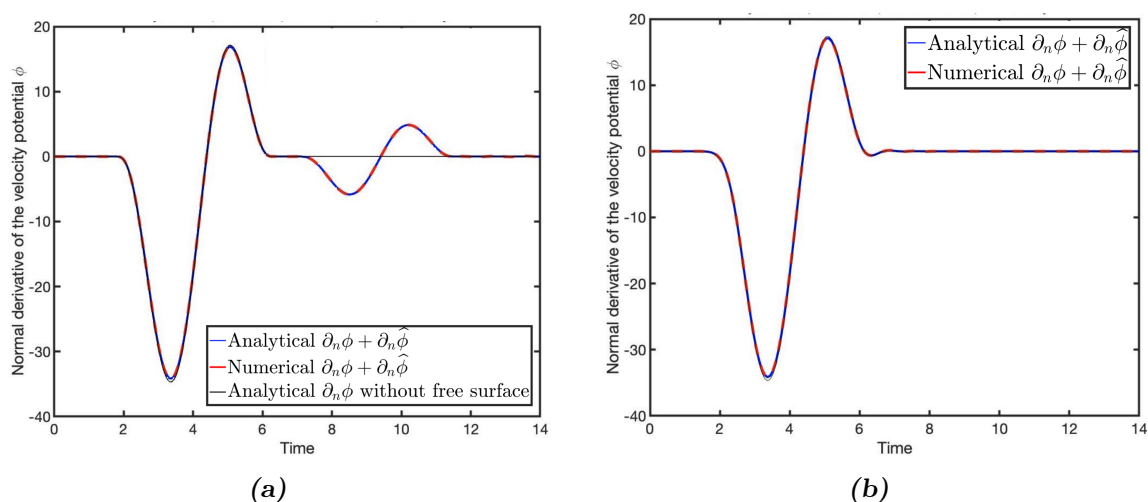 20
10
0
-10
-20
-30
-40
0 2 4 6 8 10 12 14
Normal derivative of the velocity potential ϕ
Time
Analytical ∂ₙϕ + ∂ₙϕ̂
Numerical ∂ₙϕ + ∂ₙϕ̂
Analytical ∂ₙϕ without free surface
(a)
20
10
0
-10
-20
-30
-40
0 2 4 6 8 10 12 14
Normal derivative of the velocity potential ϕ
Time
Analytical ∂ₙϕ + ∂ₙϕ̂
Numerical ∂ₙϕ + ∂ₙϕ̂
(b)